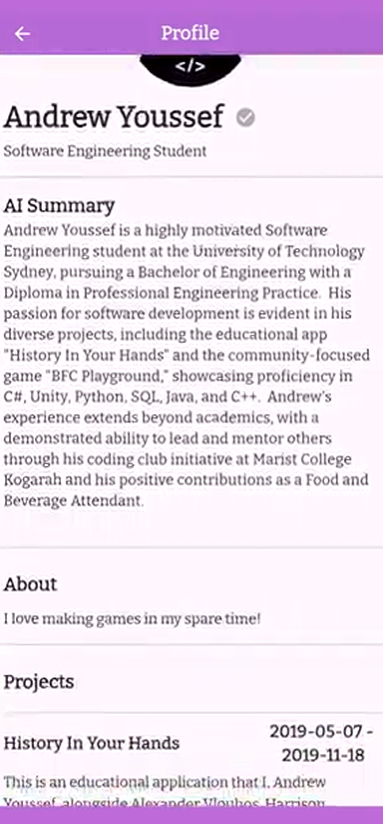 Profile
</>
Andrew Youssef
Software Engineering Student
AI Summary
Andrew Youssef is a highly motivated Software
Engineering student at the University of Technology
Sydney, pursuing a Bachelor of Engineering with a
Diploma in Professional Engineering Practice. His
passion for software development is evident in his
diverse projects, including the educational app
"History In Your Hands" and the community-focused
game "BFC Playground," showcasing proficiency in
C#, Unity, Python, SQL, Java, and C++. Andrew's
experience extends beyond academics, with a
demonstrated ability to lead and mentor others
through his coding club initiative at Marist College
Kogarah and his positive contributions as a Food and
Beverage Attendant.
About
I love making games in my spare time!
Projects
History In Your Hands
2019-05-07 -
2019-11-18
This is an educational application that I, Andrew
Youssef, alongside Alexander Vlouhos, Harrison